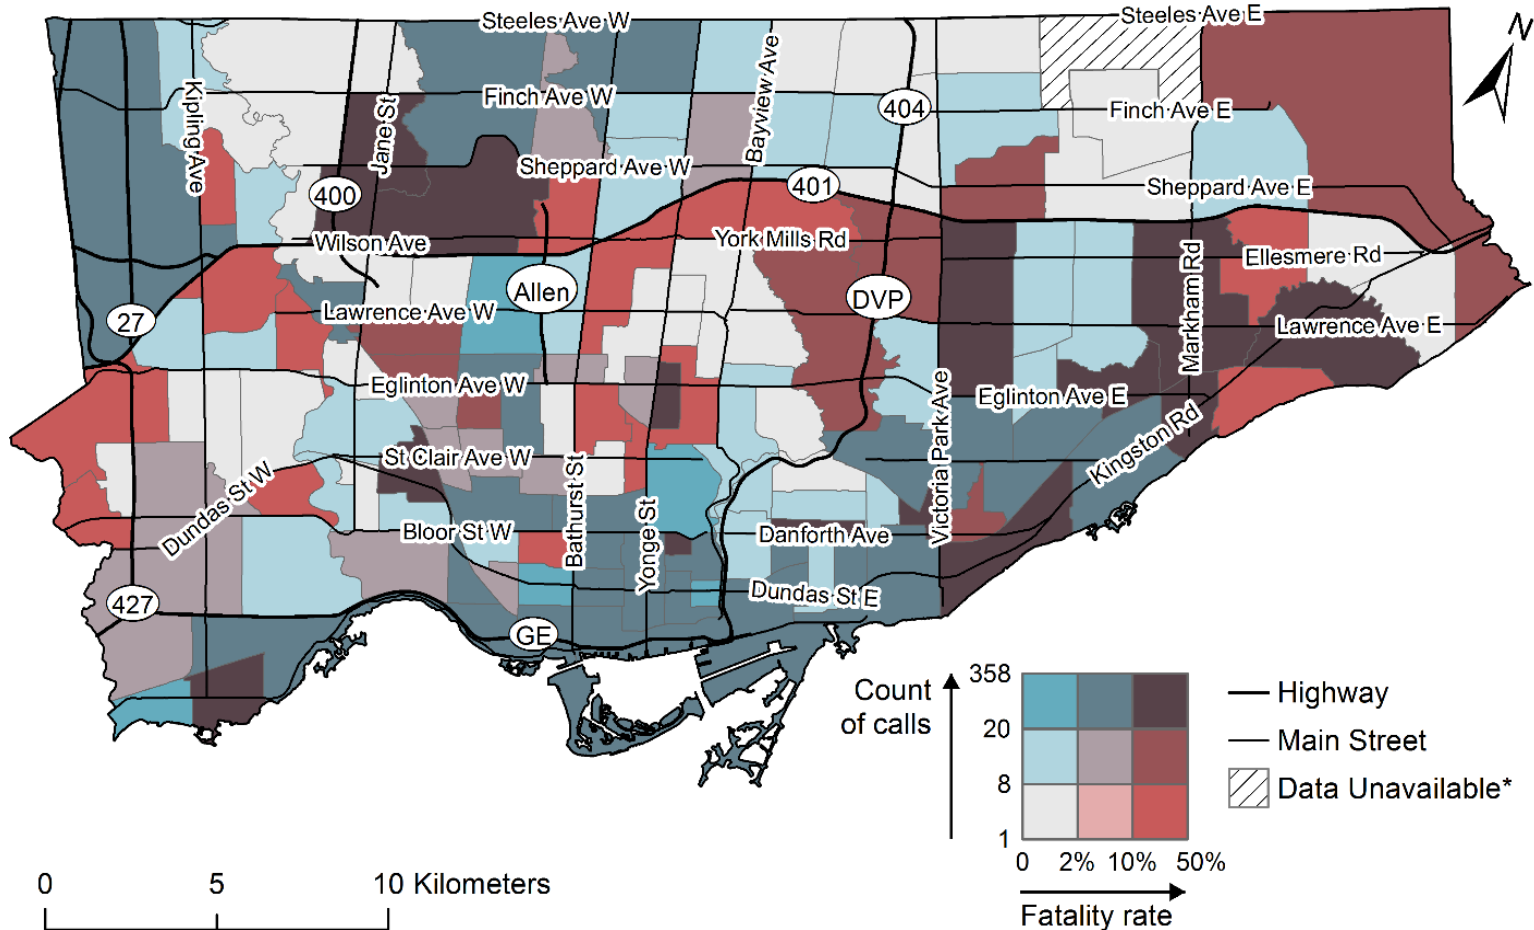 Steeles Ave W
Steeles Ave E
N
Kipling Ave
Finch Ave W
Jane St
Bayview Ave
404
Finch Ave E
Sheppard Ave W
400
401
Sheppard Ave E
Wilson Ave
York Mills Rd
Ellesmere Rd
Markham Rd
Allen
DVP
27
Lawrence Ave W
Lawrence Ave E
Eglinton Ave W
Eglinton Ave E
Victoria Park Ave
Kingston Rd
St Clair Ave W
Dundas St W
Bathurst St
Yonge St
Bloor St W
Danforth Ave
427
Dundas St E
GE
Count
of calls
358
20
8
1
0 2% 10% 50%
Fatality rate
Highway
Main Street
Data Unavailable*
0 5 10 Kilometers